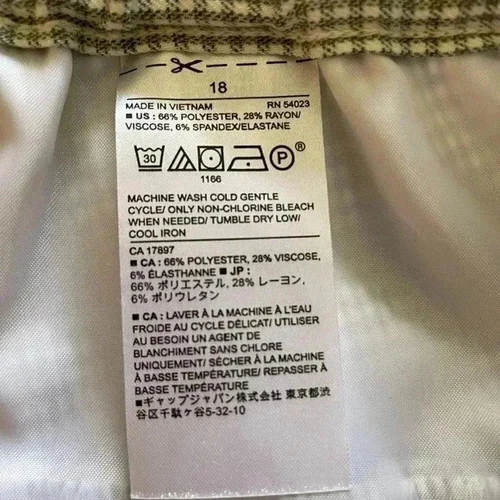 18
MADE IN VIETNAM RN 54023
■ US : 66% POLYESTER, 28% RAYON/
VISCOSE, 6% SPANDEX/ELASTANE
30 P ®
1166
MACHINE WASH COLD GENTLE
CYCLE/ ONLY NON-CHLORINE BLEACH
WHEN NEEDED/ TUMBLE DRY LOW/
COOL IRON
CA 17897
■ CA : 66% POLYESTER, 28% VISCOSE,
6% ÉLASTHANNE ■ JP :
66% ポリエステル, 28% レーヨン,
6% ポリウレタン
■ CA : LAVER À LA MACHINE À L'EAU
FROIDE AU CYCLE DÉLICAT/ UTILISER
AU BESOIN UN AGENT DE
BLANCHIMENT SANS CHLORE
UNIQUEMENT/ SÉCHER À LA MACHINE
À BASSE TEMPÉRATURE/ REPASSER À
BASSE TEMPÉRATURE
■ギャップジャパン株式会社 東京都渋
谷区千駄ヶ谷5-32-10